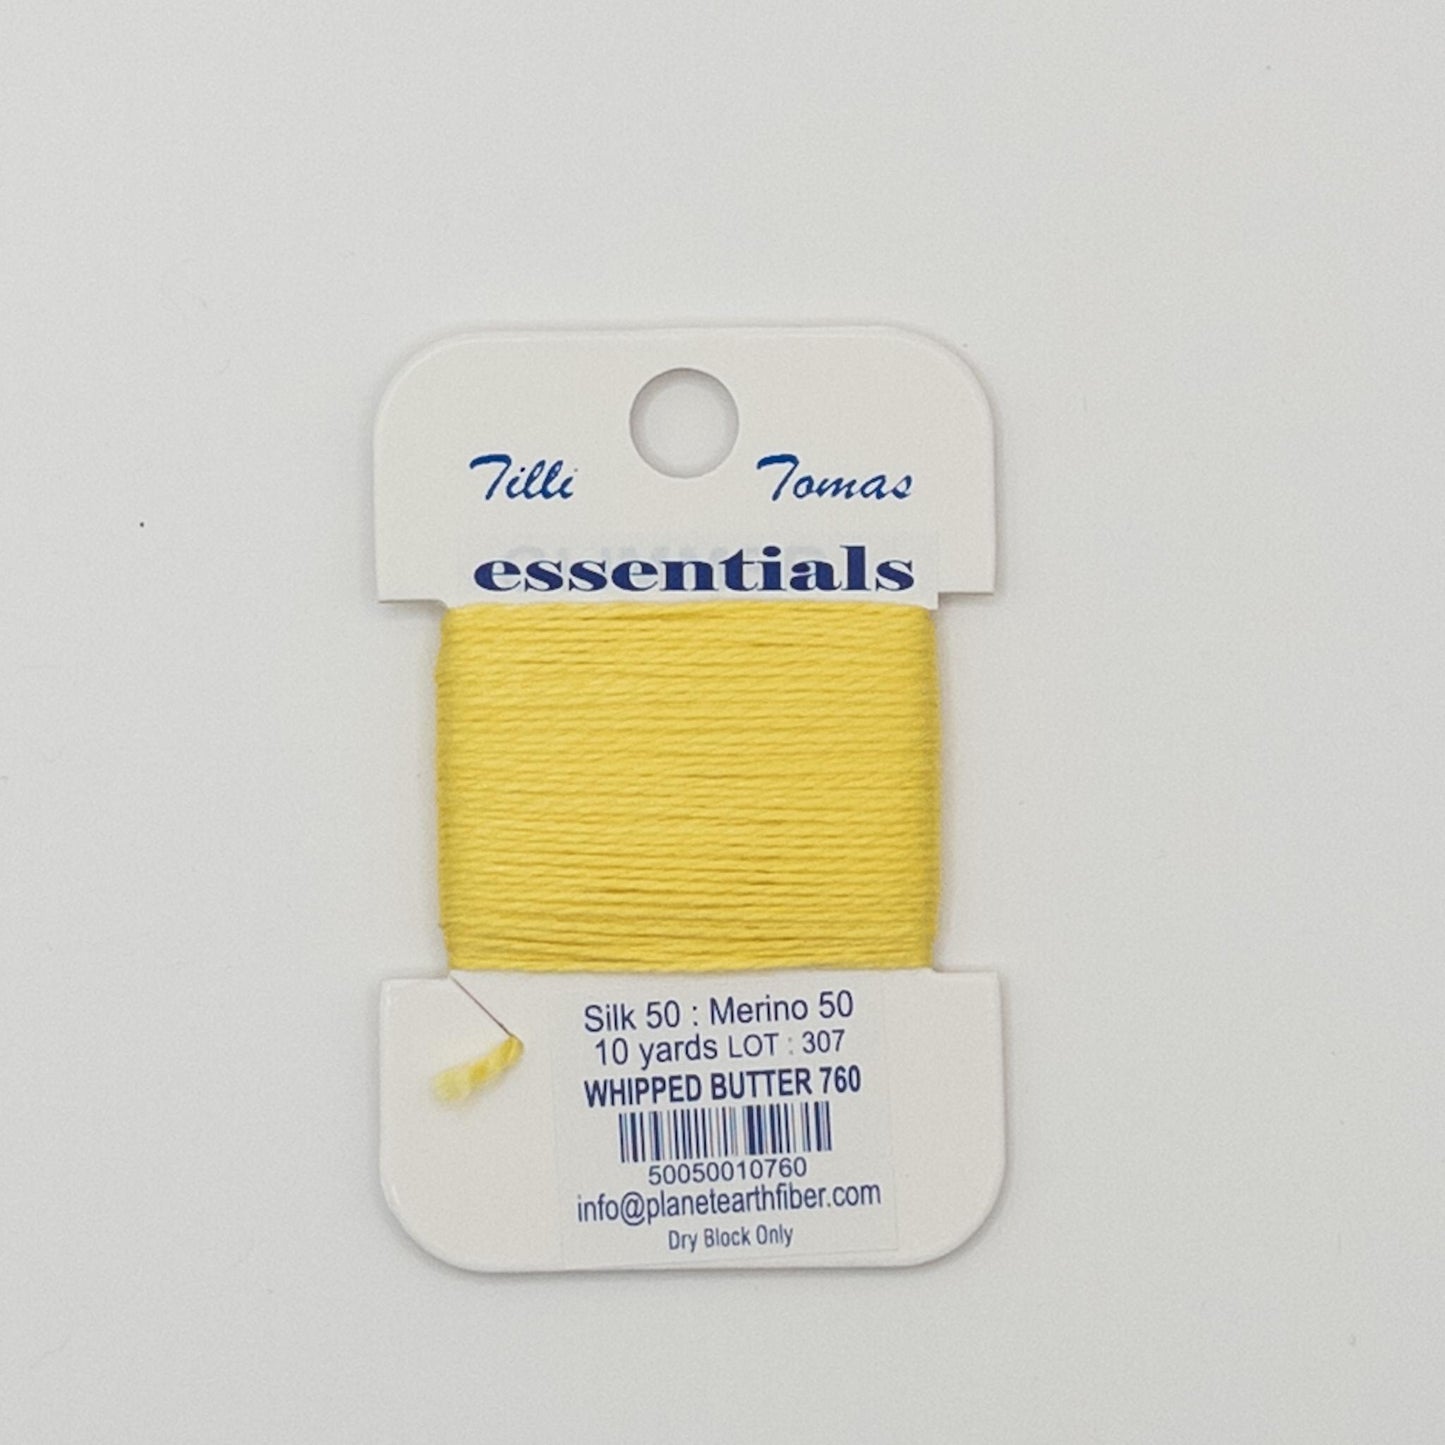 Tilli Tomas
essentials
Silk 50 : Merino 50
10 yards LOT : 307
WHIPPED BUTTER 760
50050010760
info@planetearthfiber.com
Dry Block Only